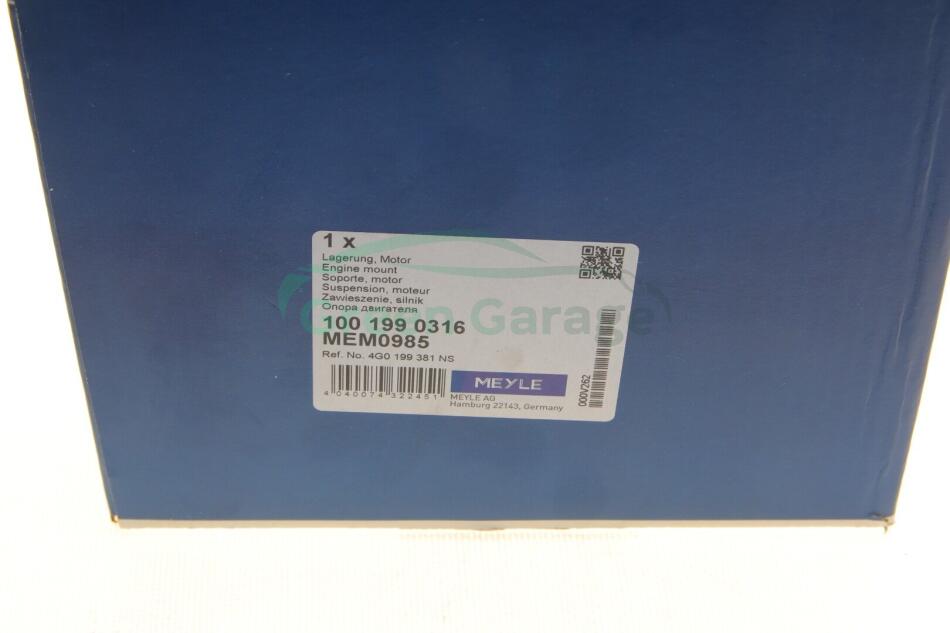 1 x
Lagerung, Motor
Engine mount
Soporte, motor
Suspension, moteur
Zawieszenie, silnik
Опора двигателя
Green Garage
100 199 0316
MEM0985
Ref. No. 4G0 199 381 NS
4 040074 322451
MEYLE
MEYLE AG
Hamburg 22143, Germany
000V262